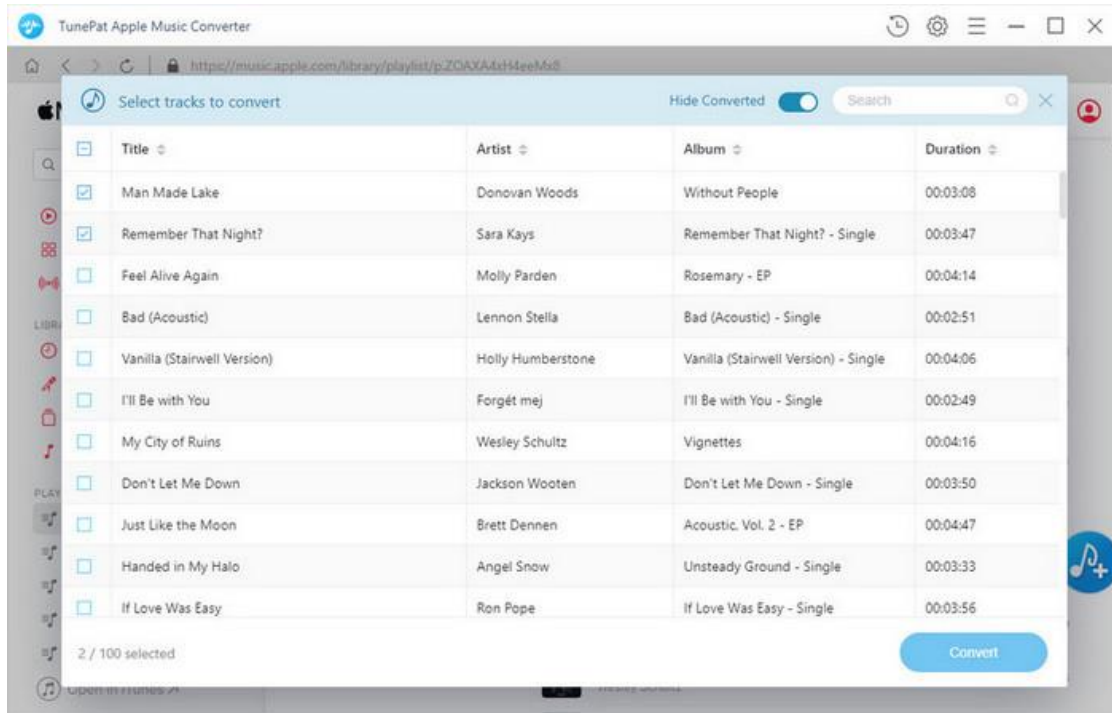 TunePat Apple Music Converter
https://music.apple.com/library/playlist/p.ZOAXA4xH4eeMx8
Select tracks to convert Hide Converted Search
Title Artist Album Duration
Man Made Lake Donovan Woods Without People 00:03:08
Remember That Night? Sara Kays Remember That Night? - Single 00:03:47
Feel Alive Again Molly Parden Rosemary - EP 00:04:14
Bad (Acoustic) Lennon Stella Bad (Acoustic) - Single 00:02:51
Vanilla (Stairwell Version) Holly Humberstone Vanilla (Stairwell Version) - Single 00:04:06
I'll Be with You Forgét mej I'll Be with You - Single 00:02:49
My City of Ruins Wesley Schultz Vignettes 00:04:16
Don't Let Me Down Jackson Wooten Don't Let Me Down - Single 00:03:50
Just Like the Moon Brett Dennen Acoustic, Vol. 2 - EP 00:04:47
Handed in My Halo Angel Snow Unsteady Ground - Single 00:03:33
If Love Was Easy Ron Pope If Love Was Easy - Single 00:03:56
2 / 100 selected Convert
Open in iTunes